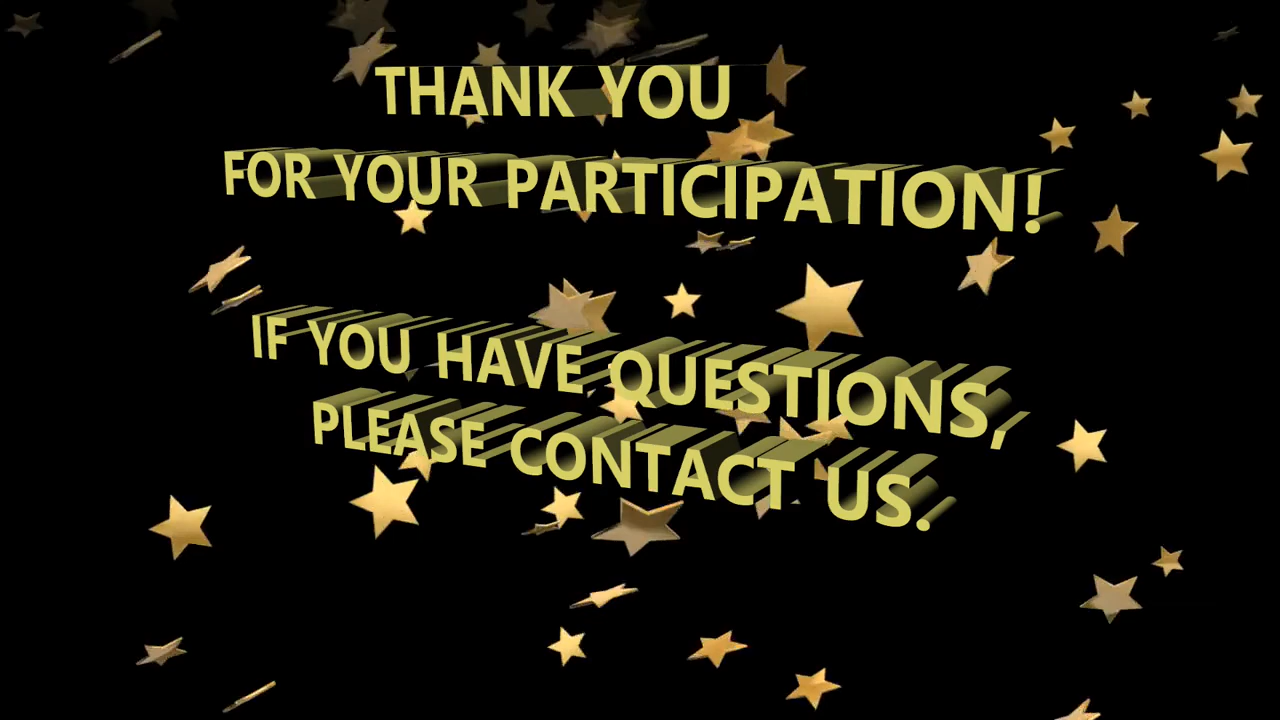 THANK YOU
FOR YOUR PARTICIPATION!
IF YOU HAVE QUESTIONS,
PLEASE CONTACT US.